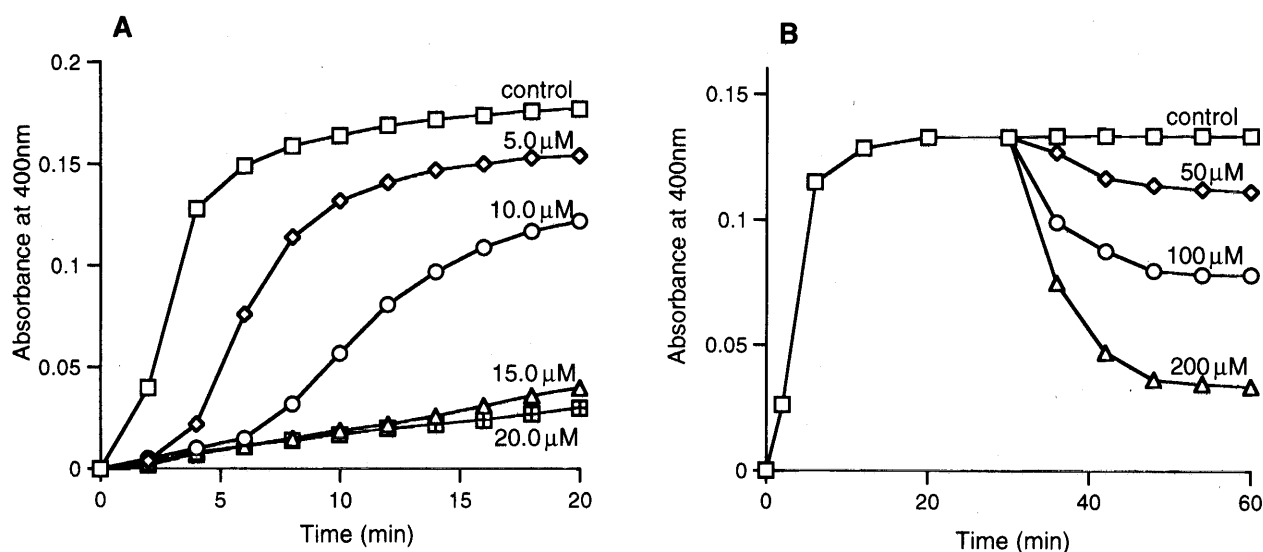 A
Absorbance at 400nm
0.2
0.15
0.1
0.05
0
control
5.0 μM
10.0 μM
15.0 μM
20.0 μM
0 5 10 15 20
Time (min)
B
Absorbance at 400nm
0.15
0.1
0.05
0
control
50 μM
100 μM
200 μM
0 20 40 60
Time (min)